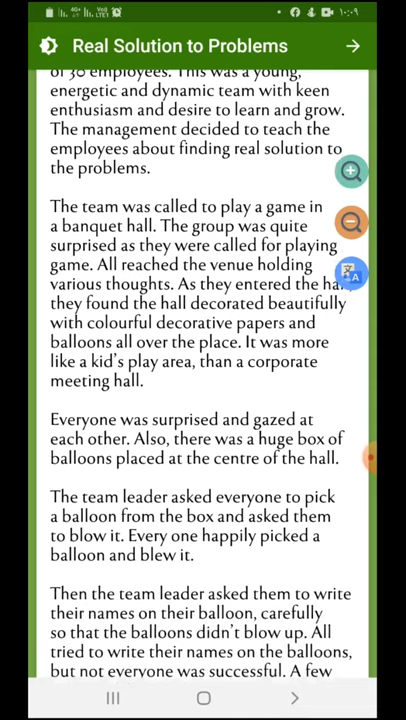 4G+ VoD LTE1 ١٠:٠٩
Real Solution to Problems
of 30 employees. This was a young,
energetic and dynamic team with keen
enthusiasm and desire to learn and grow.
The management decided to teach the
employees about finding real solution to
the problems.
The team was called to play a game in
a banquet hall. The group was quite
surprised as they were called for playing
game. All reached the venue holding
various thoughts. As they entered the
they found the hall decorated beautifully
with colourful decorative papers and
balloons all over the place. It was more
like a kid's play area, than a corporate
meeting hall.
Everyone was surprised and gazed at
each other. Also, there was a huge box of
balloons placed at the centre of the hall.
The team leader asked everyone to pick
a balloon from the box and asked them
to blow it. Every one happily picked a
balloon and blew it.
Then the team leader asked them to write
their names on their balloon, carefully
so that the balloons didn't blow up. All
tried to write their names on the balloons,
but not everyone was successful. A few